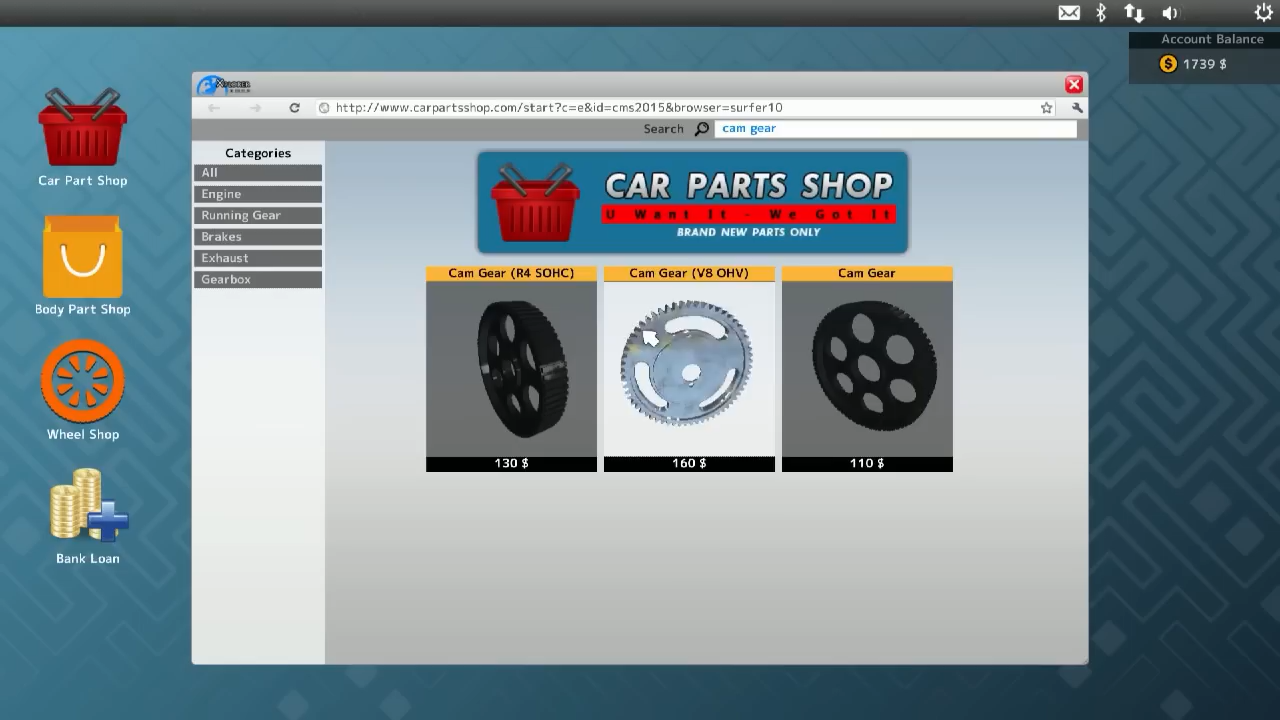 Account Balance
1739 $
http://www.carpartsshop.com/start?c=e&id=cms2015&browser=surfer10
Search
cam gear
Categories
All
Engine
Running Gear
Brakes
Exhaust
Gearbox
CAR PARTS SHOP
U Want It - We Got It
BRAND NEW PARTS ONLY
Cam Gear (R4 SOHC)
130 $
Cam Gear (V8 OHV)
160 $
Cam Gear
110 $
Car Part Shop
Body Part Shop
Wheel Shop
Bank Loan